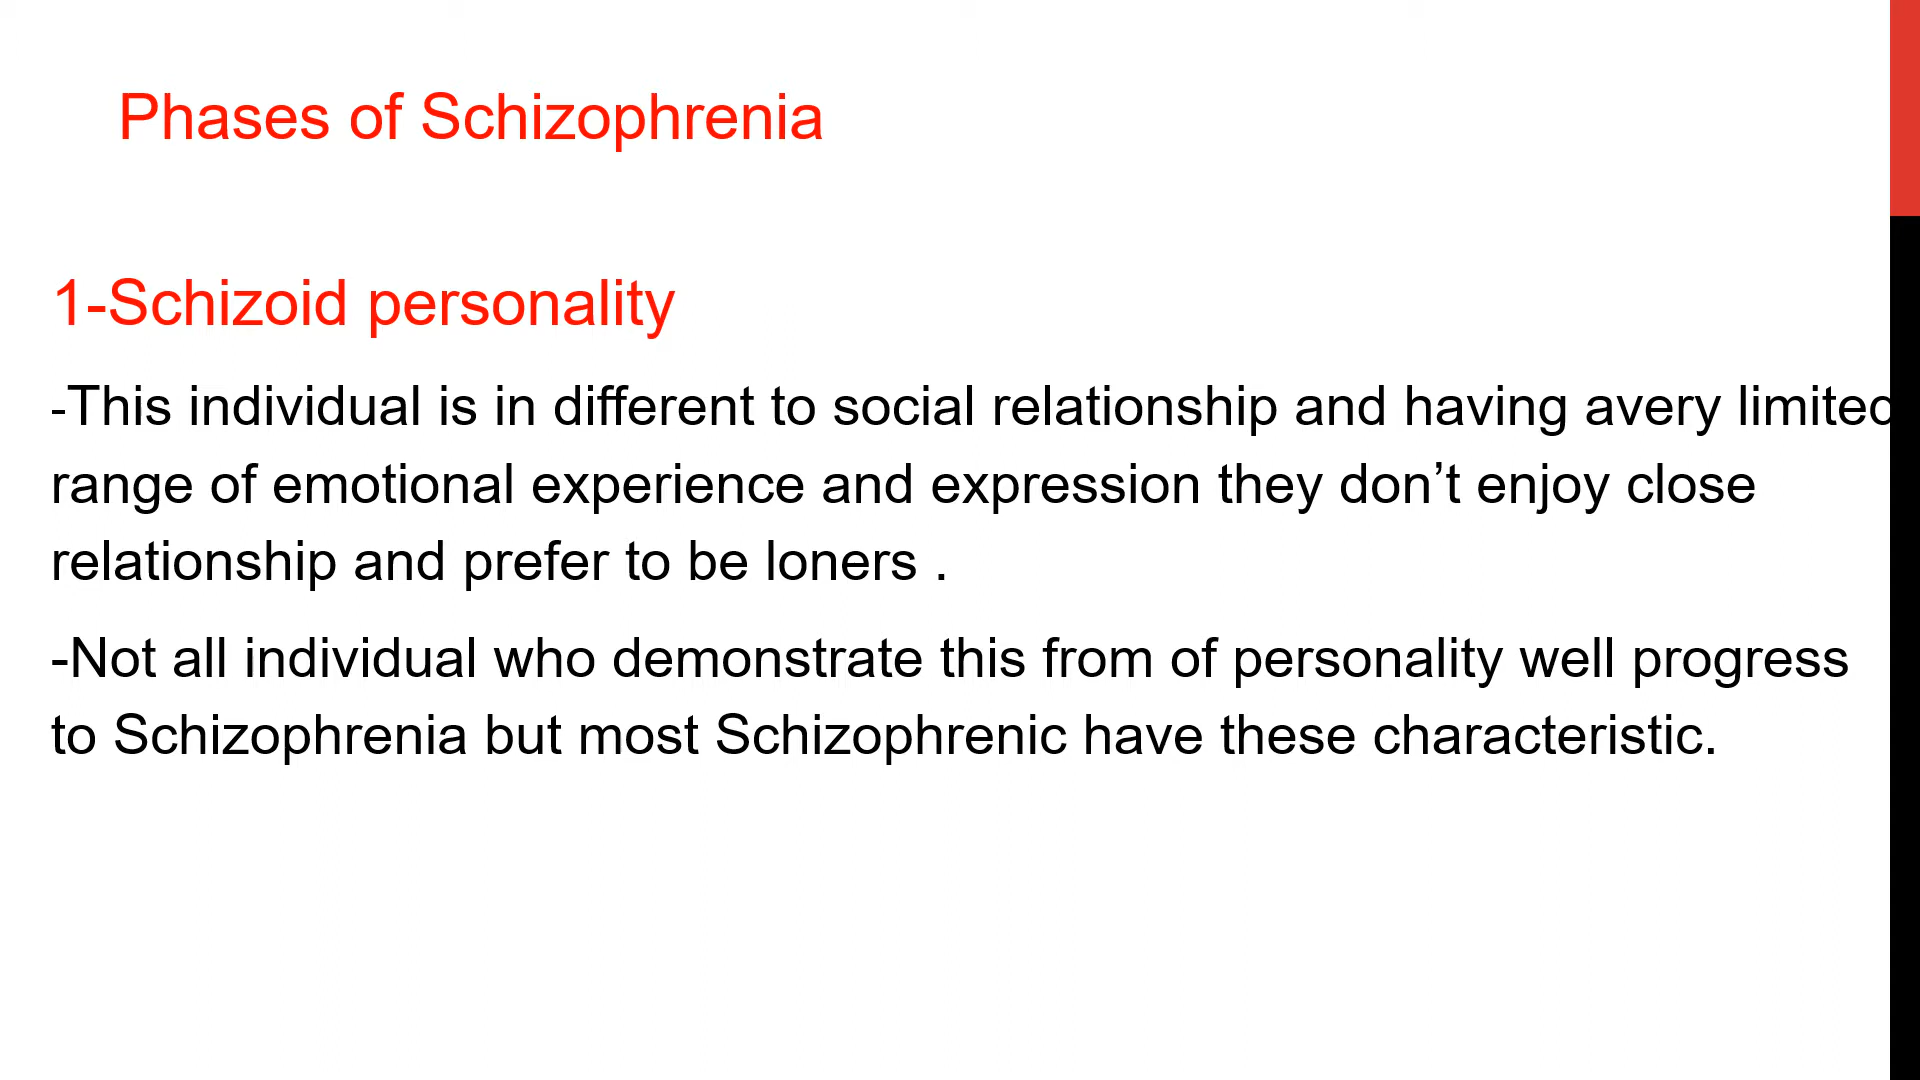 Phases of Schizophrenia
1-Schizoid personality
-This individual is in different to social relationship and having avery limited
range of emotional experience and expression they don’t enjoy close
relationship and prefer to be loners .
-Not all individual who demonstrate this from of personality well progress
to Schizophrenia but most Schizophrenic have these characteristic.